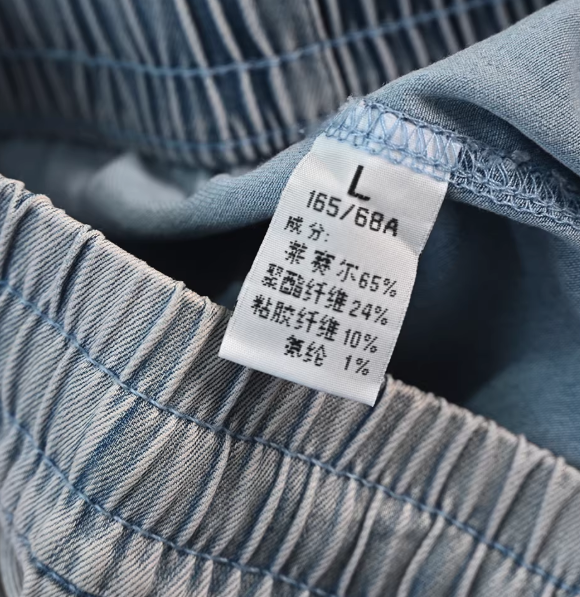 L
165/68A
成分:
莱赛尔65%
聚酯纤维24%
粘胶纤维10%
氨纶 1%